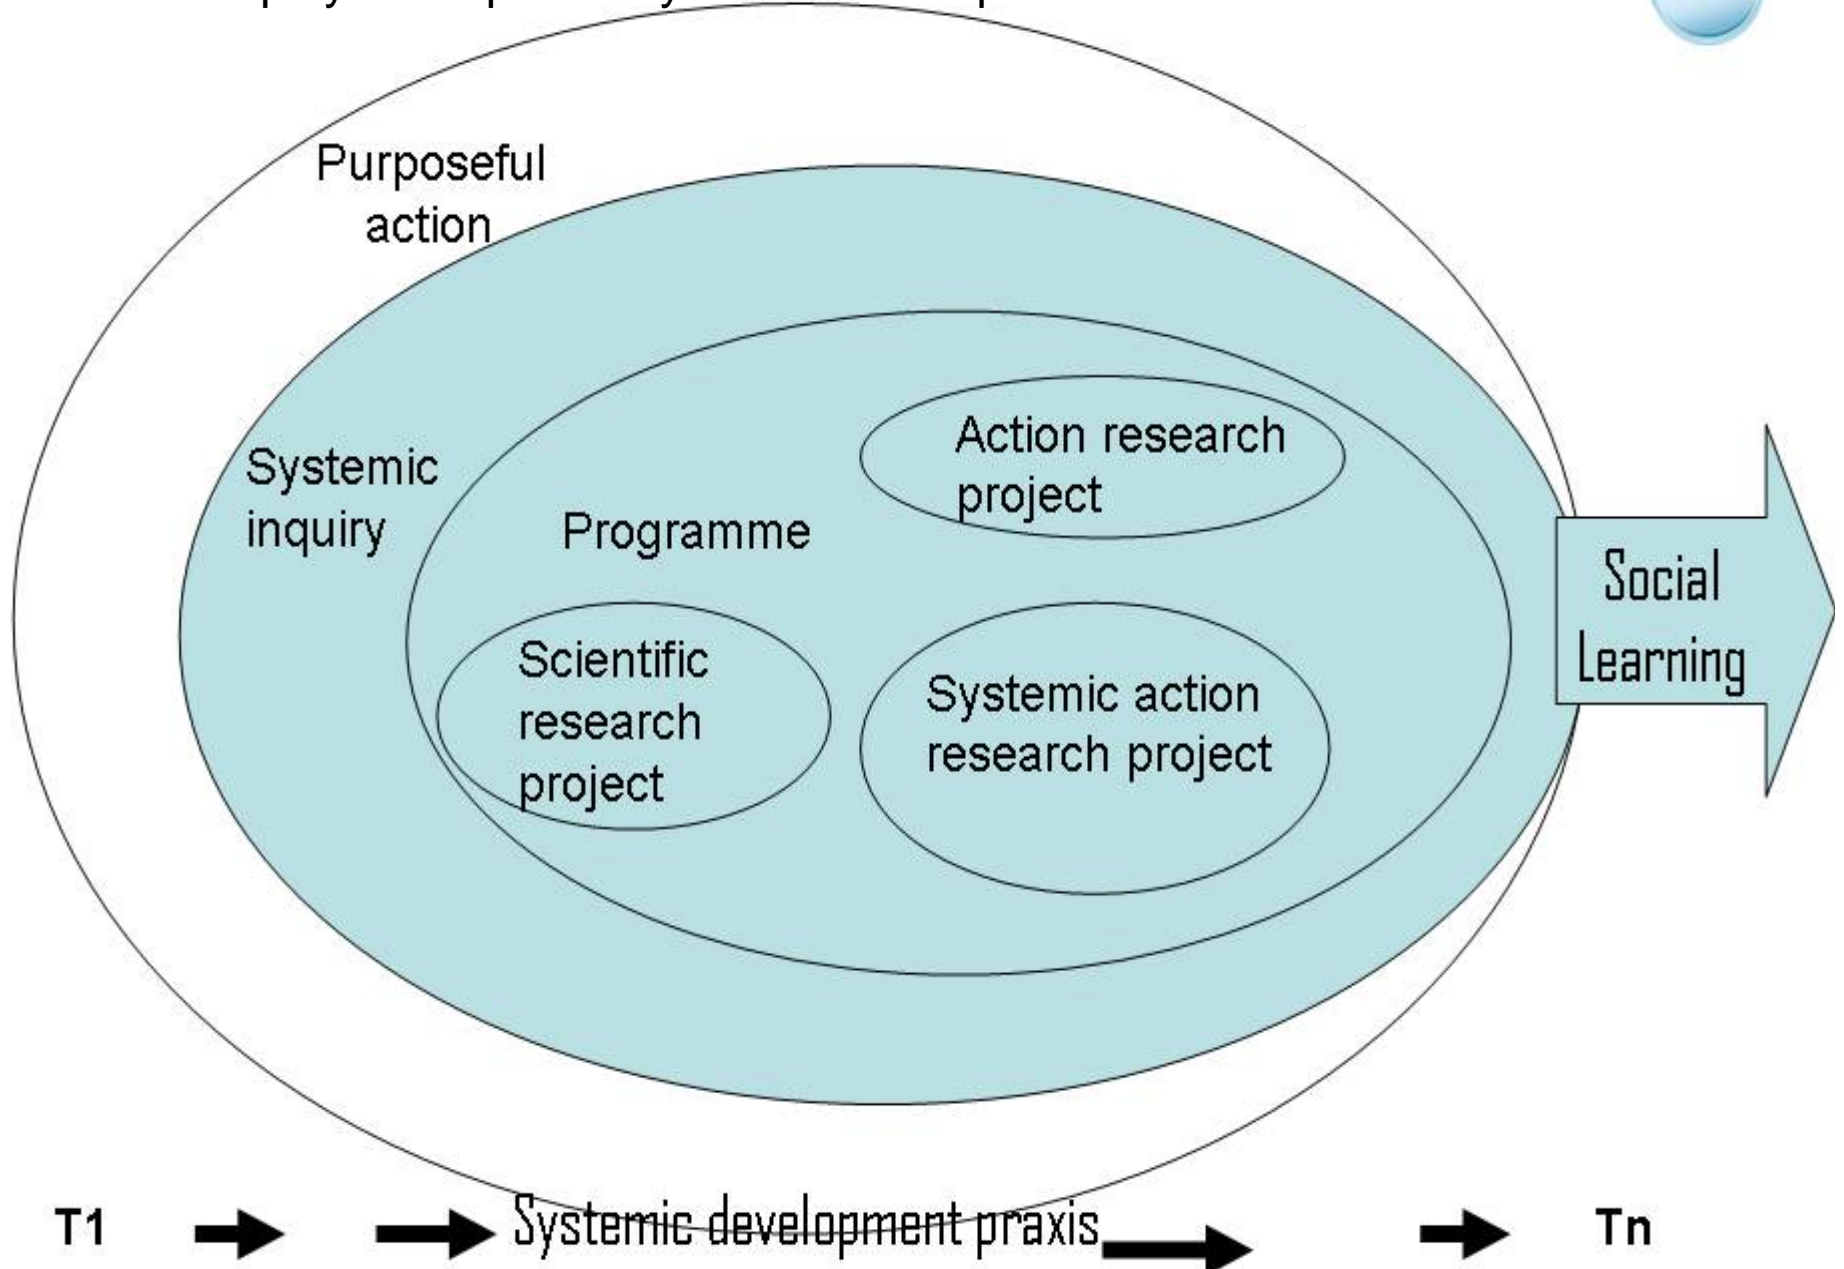 Purposeful
action
Systemic
inquiry
Programme
Action research
project
Scientific
research
project
Systemic action
research project
Social
Learning
T1
Systemic development praxis
Tn